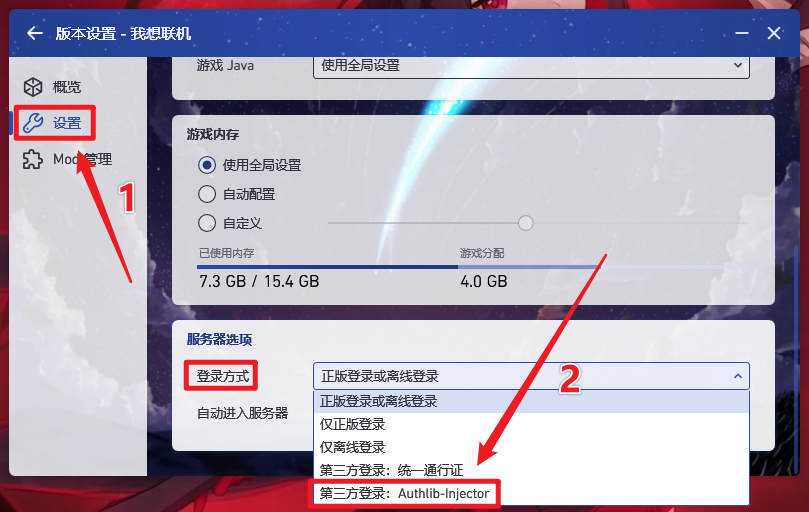 版本设置 - 我想联机
概览
设置
Mod 管理
1
游戏 Java
使用全局设置
游戏内存
使用全局设置
自动配置
自定义
已使用内存
游戏分配
7.3 GB / 15.4 GB
4.0 GB
服务器选项
登录方式
正版登录或离线登录
2
自动进入服务器
正版登录或离线登录
仅正版登录
仅离线登录
第三方登录：统一通行证
第三方登录：Authlib-Injector